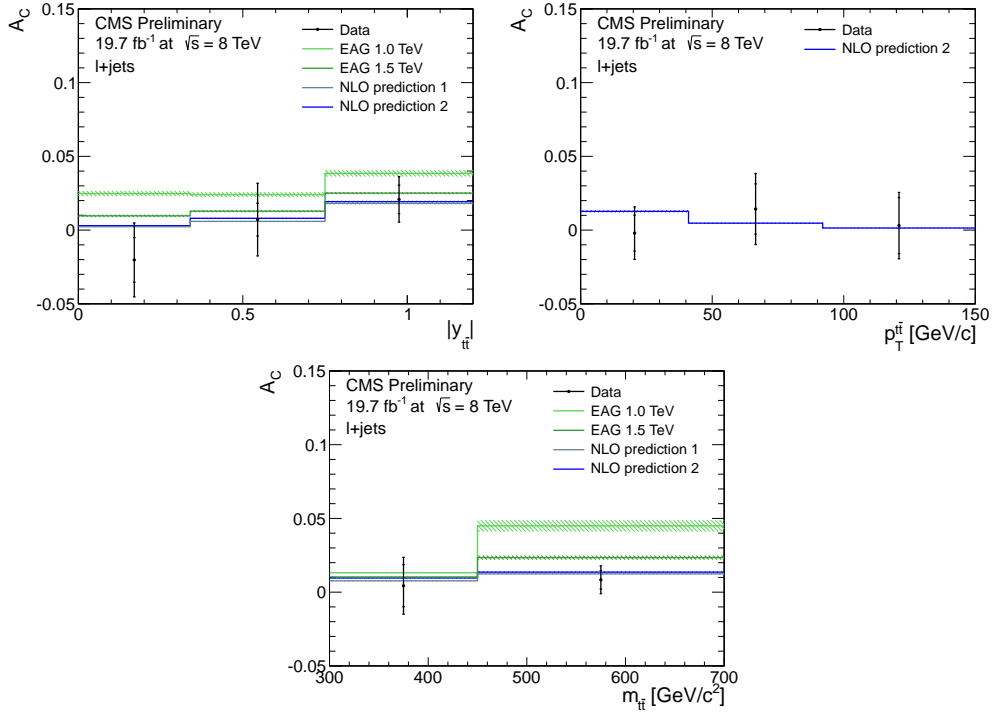 A_C
0.15
CMS Preliminary
19.7 fb⁻¹ at √s = 8 TeV
l+jets
Data
EAG 1.0 TeV
EAG 1.5 TeV
NLO prediction 1
NLO prediction 2
0.1
0.05
0
-0.05
0 0.5 1
|y_tt̄|
A_C
0.15
CMS Preliminary
19.7 fb⁻¹ at √s = 8 TeV
l+jets
Data
NLO prediction 2
0.1
0.05
0
-0.05
0 50 100 150
p_T^tt̄ [GeV/c]
A_C
0.15
CMS Preliminary
19.7 fb⁻¹ at √s = 8 TeV
l+jets
Data
EAG 1.0 TeV
EAG 1.5 TeV
NLO prediction 1
NLO prediction 2
0.1
0.05
0
-0.05
300 400 500 600 700
m_tt̄ [GeV/c²]